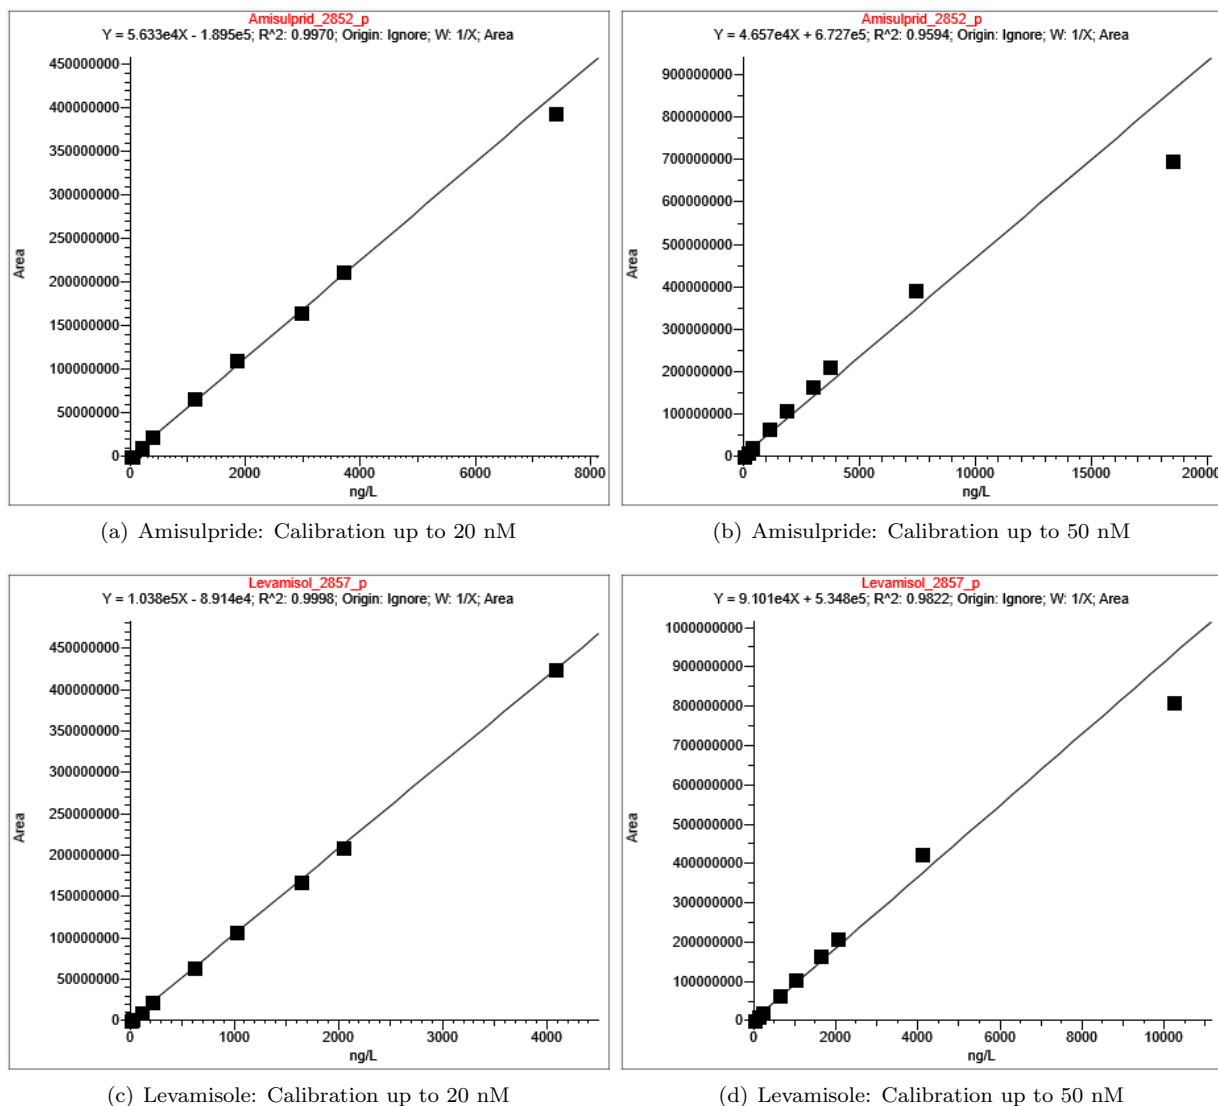 Amisulprid_2852_p
Y = 5.633e4X - 1.895e5; R^2: 0.9970; Origin: Ignore; W: 1/X; Area
450000000
400000000
350000000
300000000
250000000
200000000
150000000
100000000
50000000
0
Area
0 2000 4000 6000 8000
ng/L
(a) Amisulpride: Calibration up to 20 nM
Amisulprid_2852_p
Y = 4.657e4X + 6.727e5; R^2: 0.9594; Origin: Ignore; W: 1/X; Area
900000000
800000000
700000000
600000000
500000000
400000000
300000000
200000000
100000000
0
Area
0 5000 10000 15000 20000
ng/L
(b) Amisulpride: Calibration up to 50 nM
Levamisol_2857_p
Y = 1.038e5X - 8.914e4; R^2: 0.9998; Origin: Ignore; W: 1/X; Area
450000000
400000000
350000000
300000000
250000000
200000000
150000000
100000000
50000000
0
Area
0 1000 2000 3000 4000
ng/L
(c) Levamisole: Calibration up to 20 nM
Levamisol_2857_p
Y = 9.101e4X + 5.348e5; R^2: 0.9822; Origin: Ignore; W: 1/X; Area
1000000000
900000000
800000000
700000000
600000000
500000000
400000000
300000000
200000000
100000000
0
Area
0 2000 4000 6000 8000 10000
ng/L
(d) Levamisole: Calibration up to 50 nM